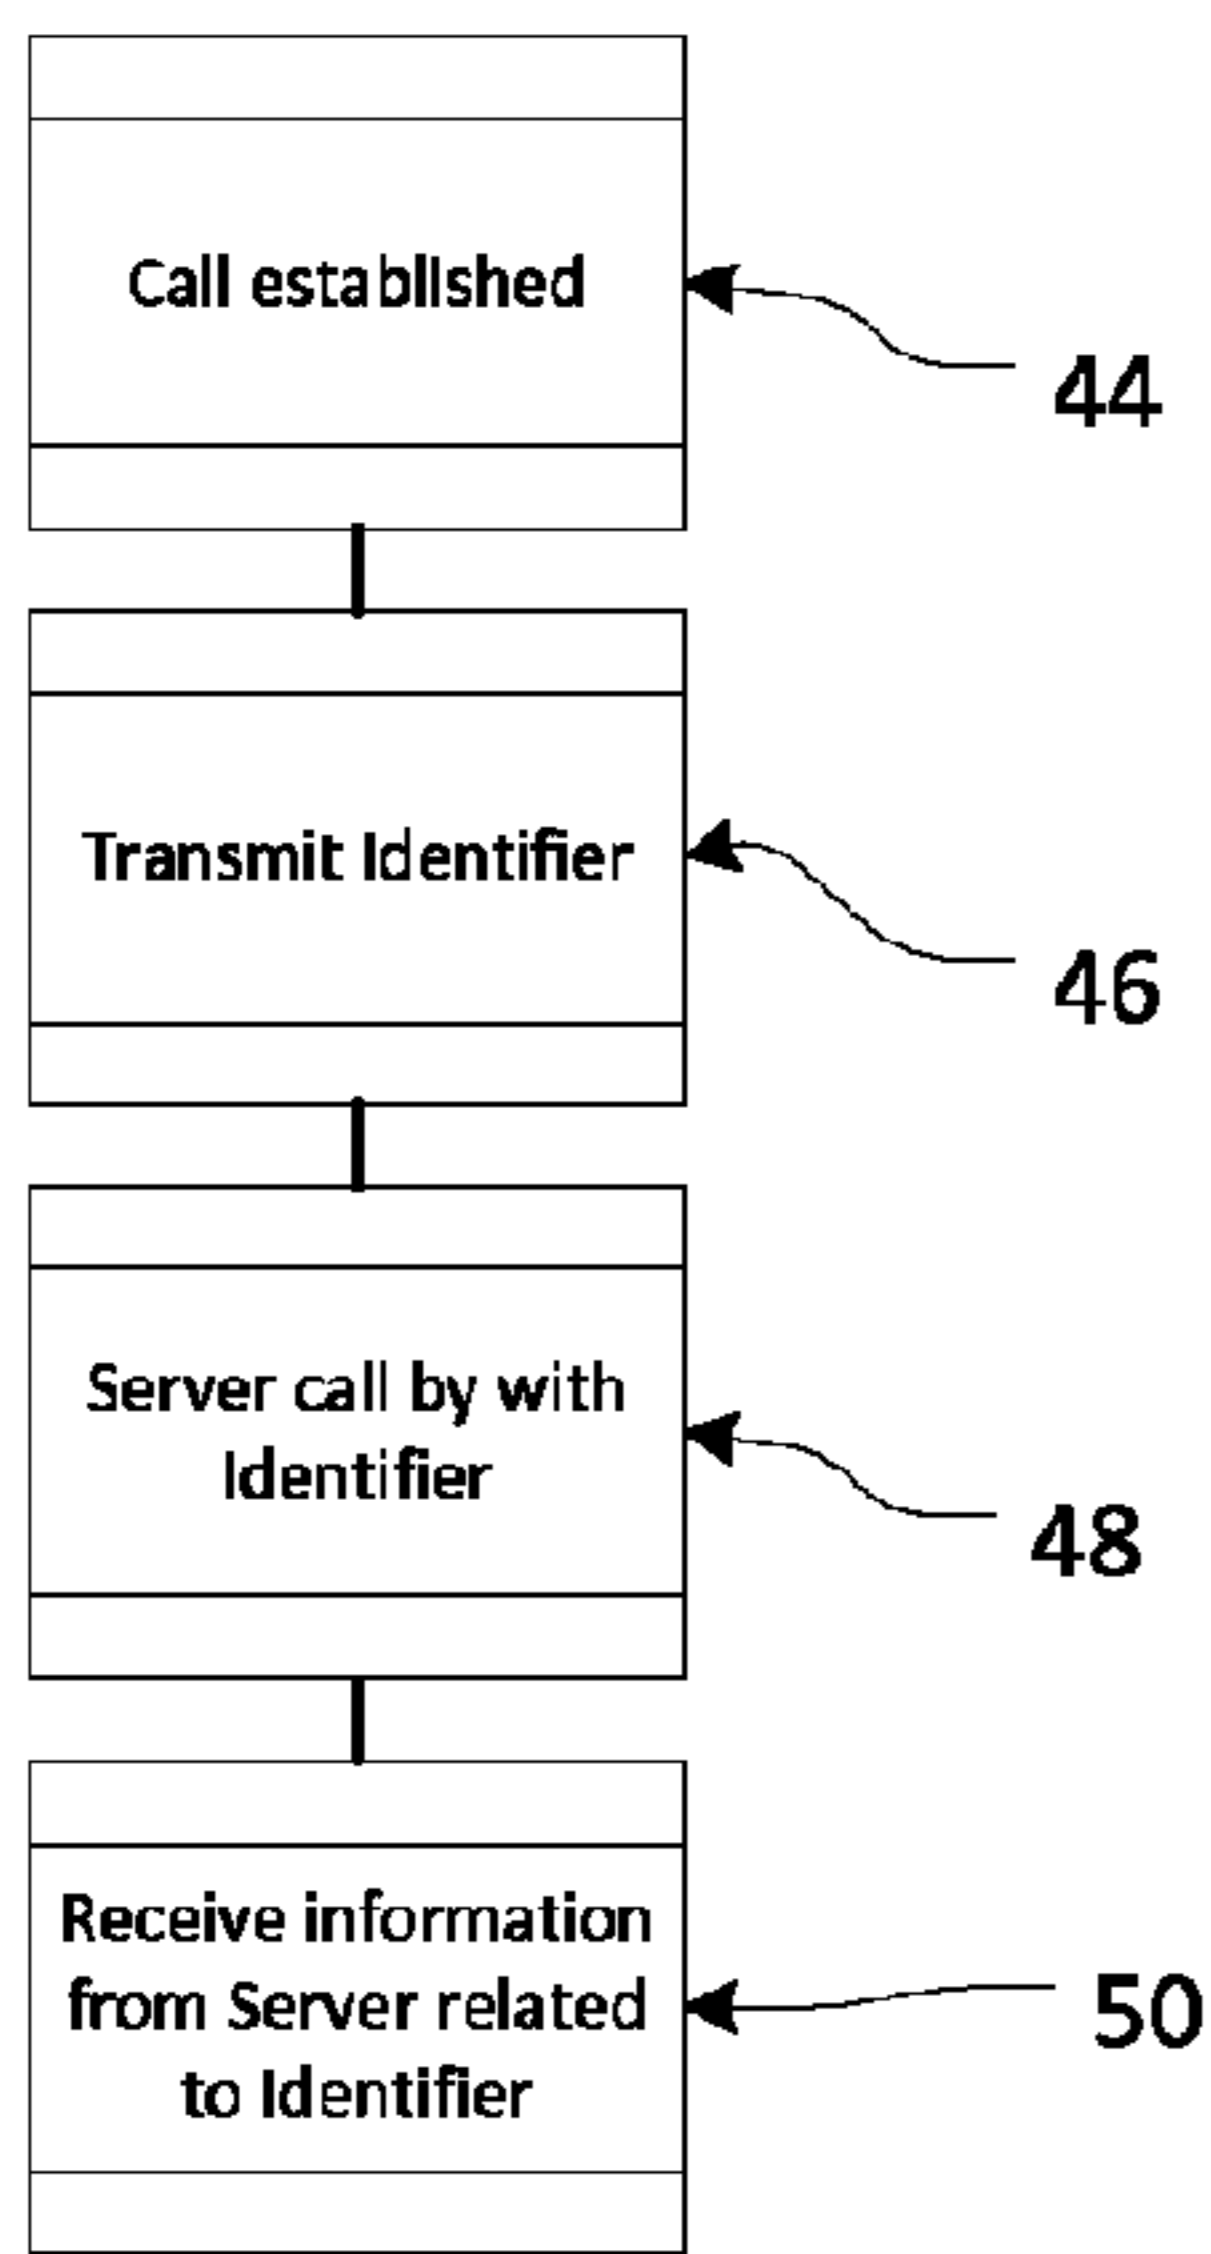 Call established
44
Transmit Identifier
46
Server call by with
Identifier
48
Receive information
from Server related
to Identifier
50